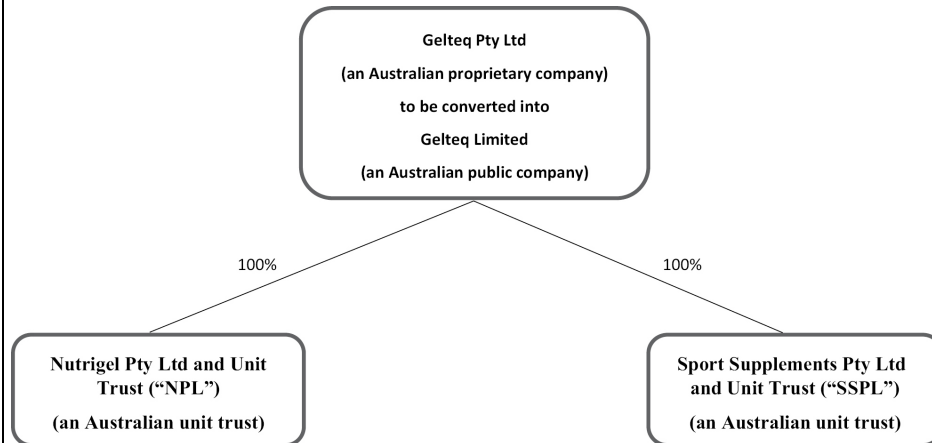 Gelteq Pty Ltd
(an Australian proprietary company)
to be converted into
Gelteq Limited
(an Australian public company)
100%
100%
Nutrigel Pty Ltd and Unit
Trust (“NPL”)
(an Australian unit trust)
Sport Supplements Pty Ltd
and Unit Trust (“SSPL”)
(an Australian unit trust)